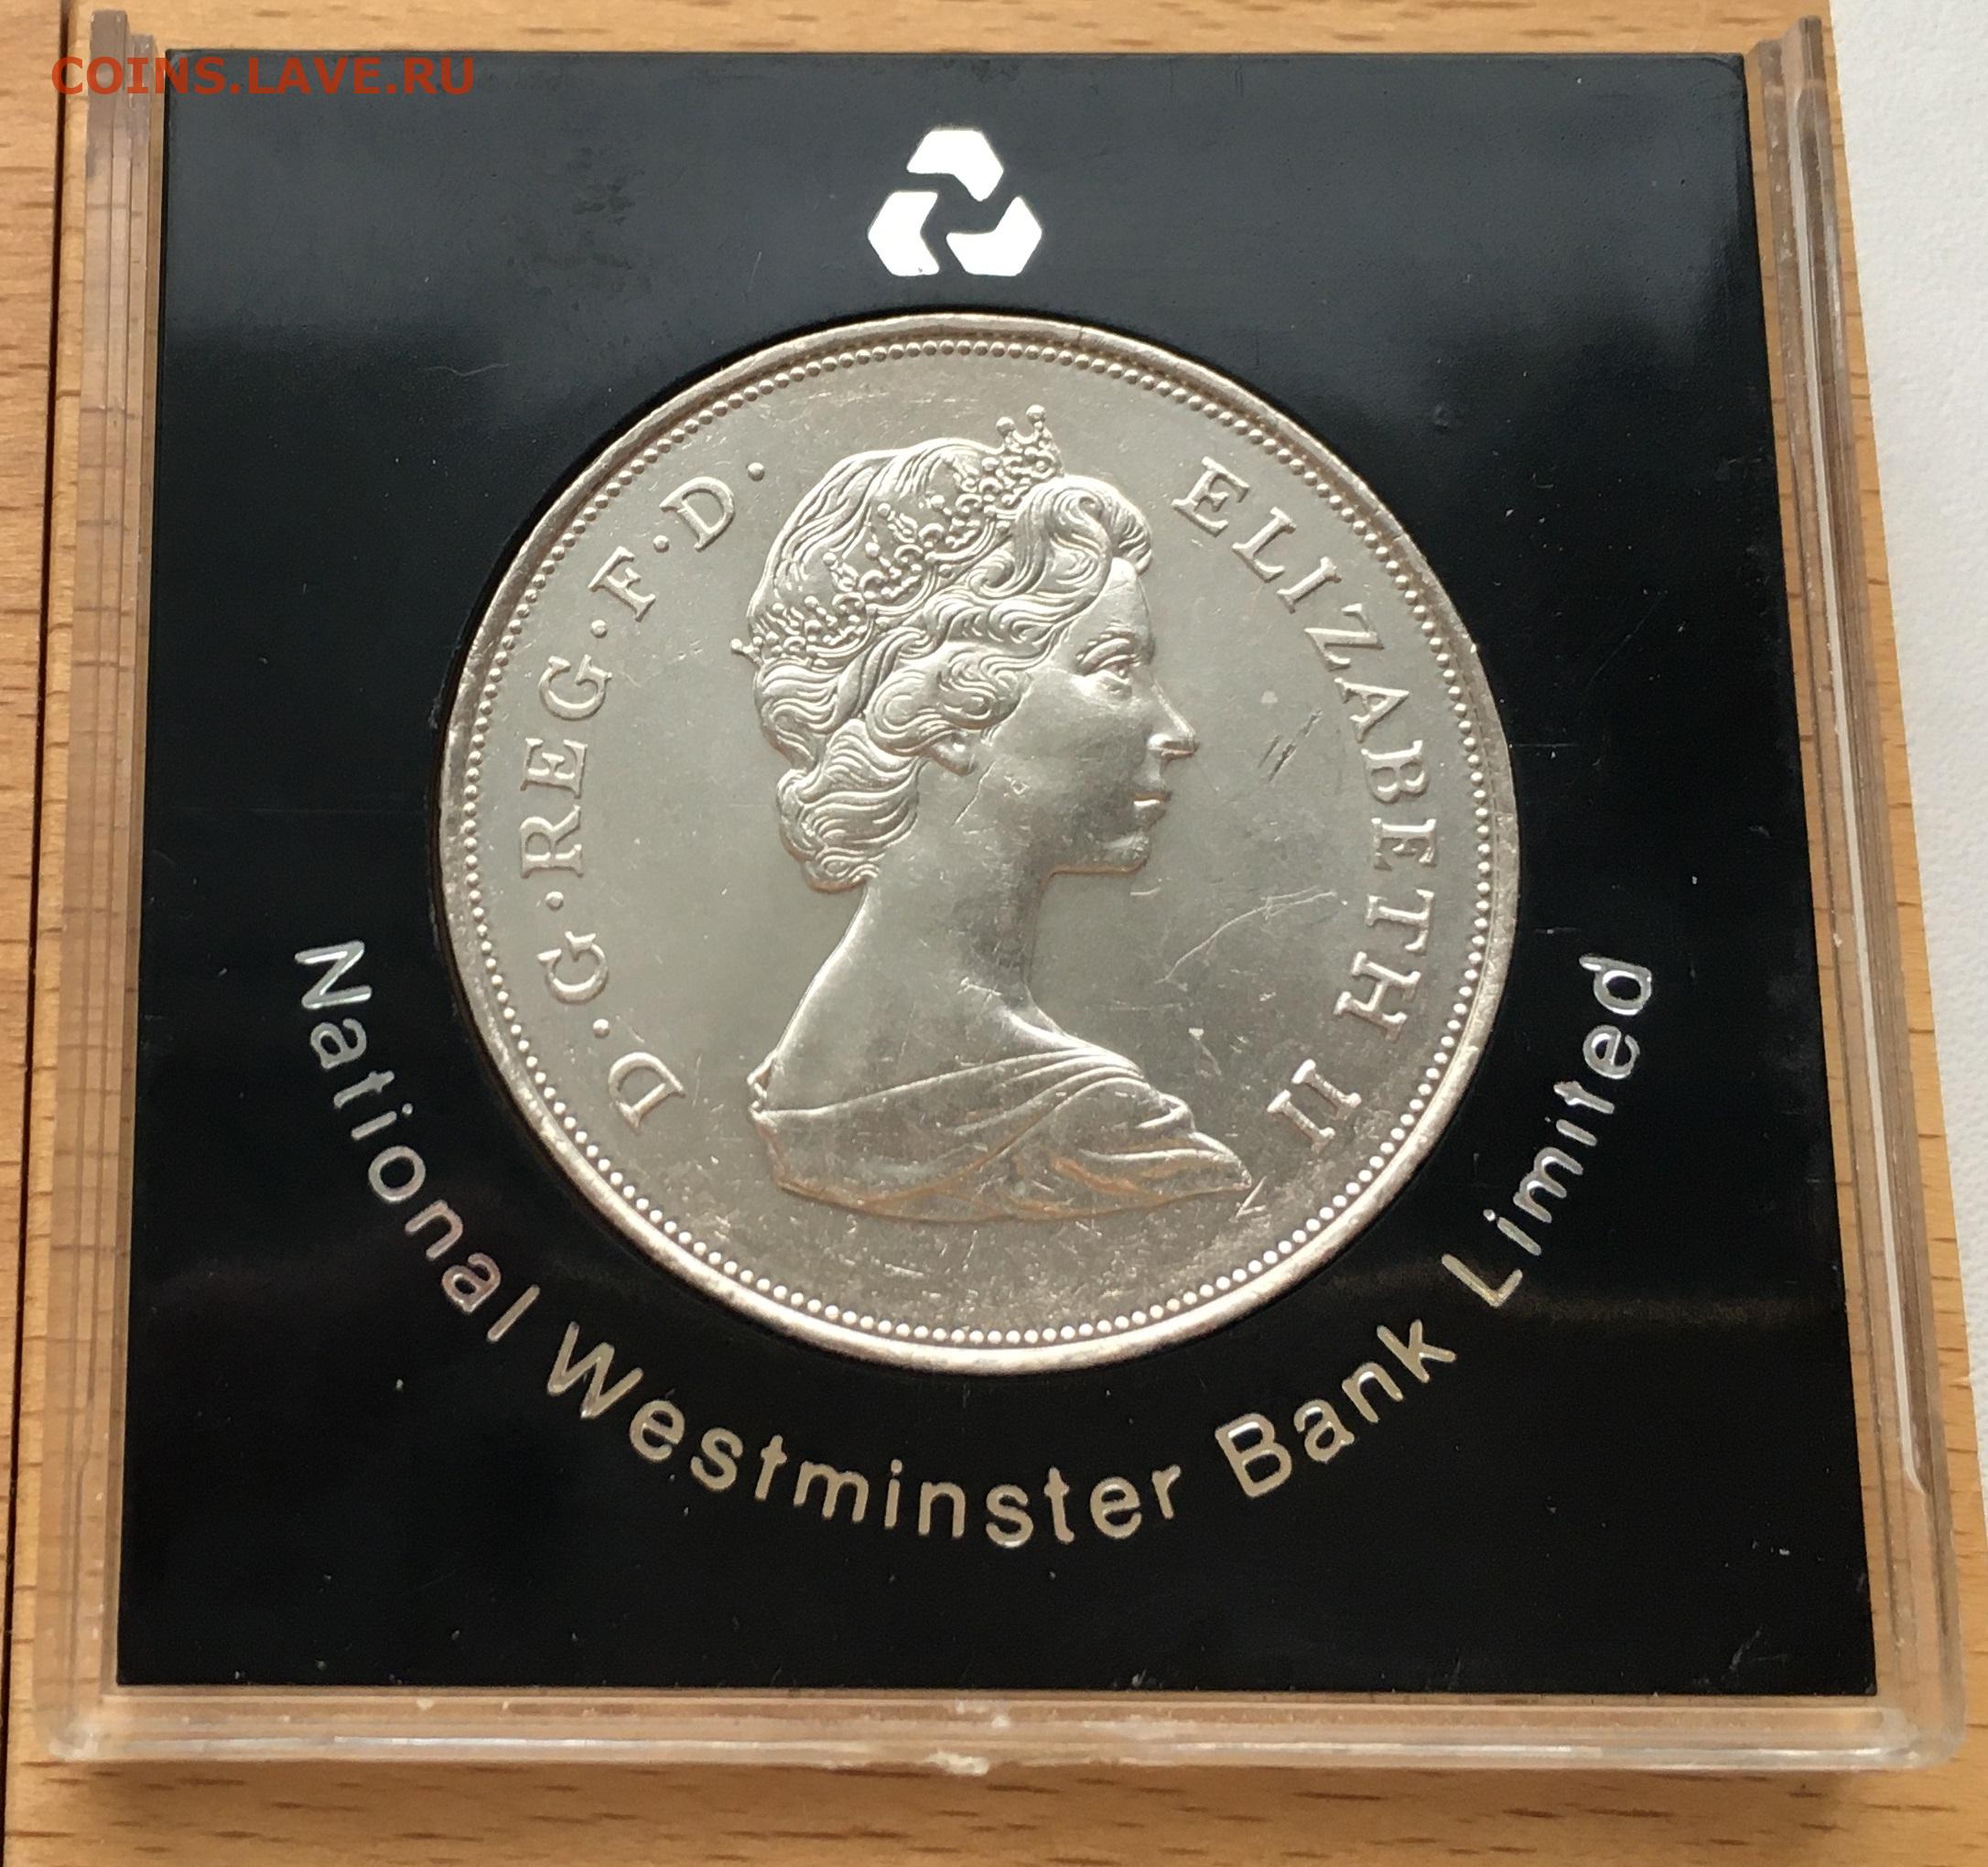 COINS.LAVE.RU
D·G·REG·F·D· ELIZABETH II
National Westminster Bank Limited